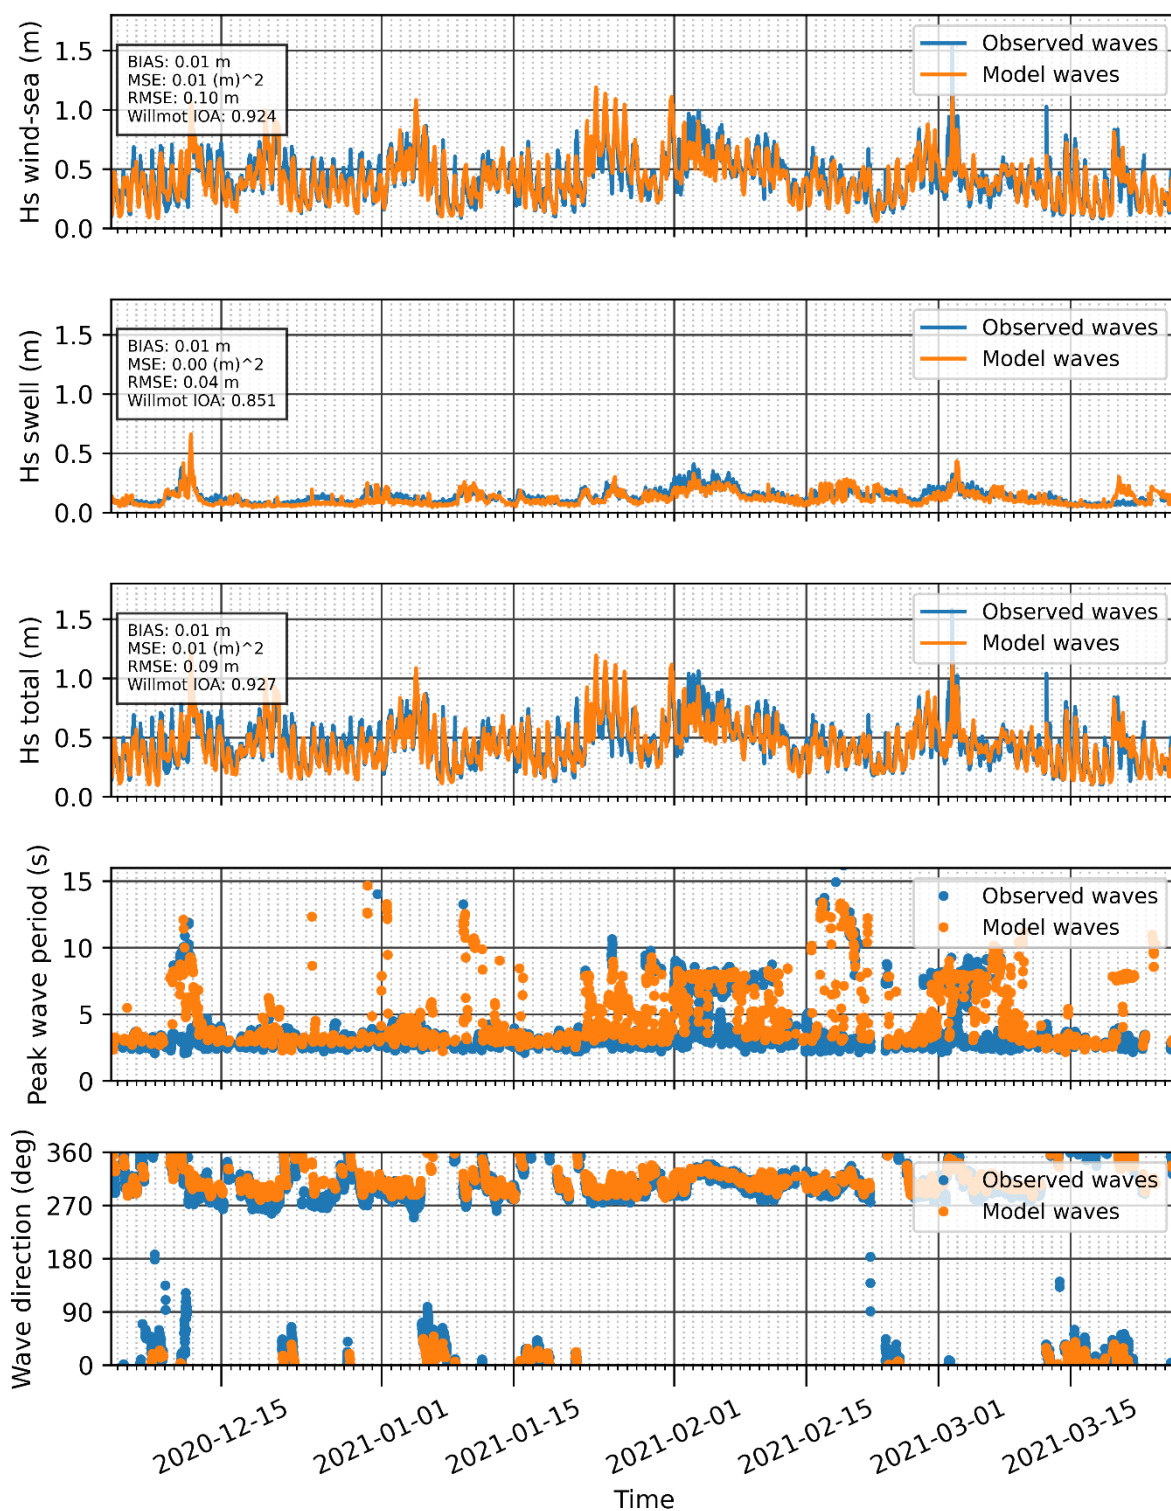 Hs wind-sea (m)
1.5
1.0
0.5
0.0
BIAS: 0.01 m
MSE: 0.01 (m)^2
RMSE: 0.10 m
Willmot IOA: 0.924
Observed waves
Model waves
Hs swell (m)
1.5
1.0
0.5
0.0
BIAS: 0.01 m
MSE: 0.00 (m)^2
RMSE: 0.04 m
Willmot IOA: 0.851
Observed waves
Model waves
Hs total (m)
1.5
1.0
0.5
0.0
BIAS: 0.01 m
MSE: 0.01 (m)^2
RMSE: 0.09 m
Willmot IOA: 0.927
Observed waves
Model waves
Peak wave period (s)
15
10
5
0
Observed waves
Model waves
Wave direction (deg)
360
270
180
90
0
Observed waves
Model waves
2020-12-15
2021-01-01
2021-01-15
2021-02-01
2021-02-15
2021-03-01
2021-03-15
Time